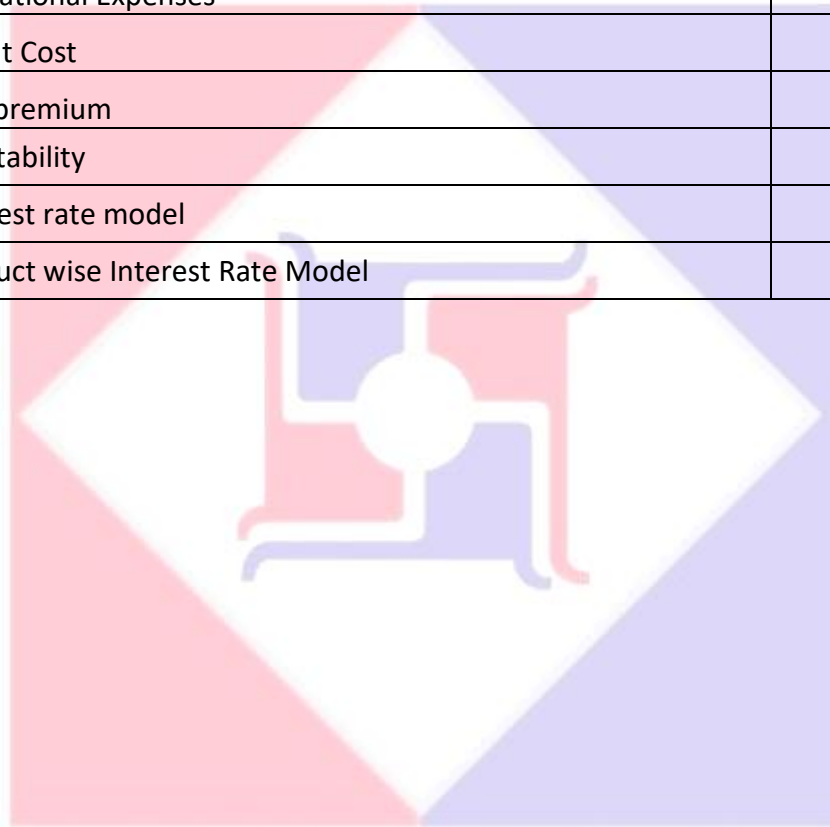 ational Expenses
t Cost
premium
tability
est rate model
uct wise Interest Rate Model